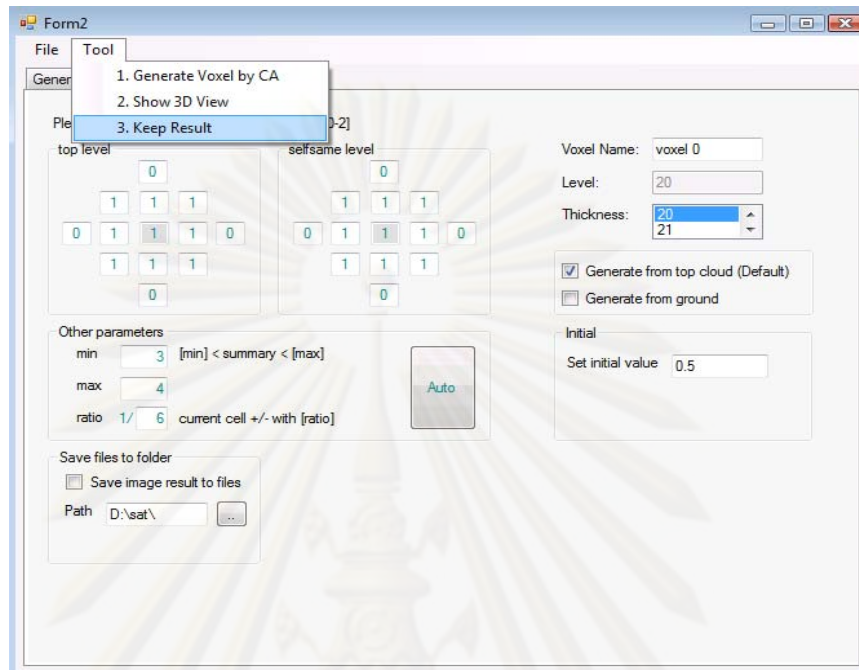 Form2
File Tool
1. Generate Voxel by CA
2. Show 3D View
3. Keep Result
Gener
Ple 0-2]
top level
0
1 1 1
0 1 1 1 0
1 1 1
0
selfsame level
0
1 1 1
0 1 1 1 0
1 1 1
0
Voxel Name: voxel 0
Level: 20
Thickness: 20
21
Generate from top cloud (Default)
Generate from ground
Other parameters
min 3 [min] < summary < [max]
max 4
ratio 1/ 6 current cell +/- with [ratio]
Auto
Initial
Set initial value 0.5
Save files to folder
Save image result to files
Path D:\sat\ ..